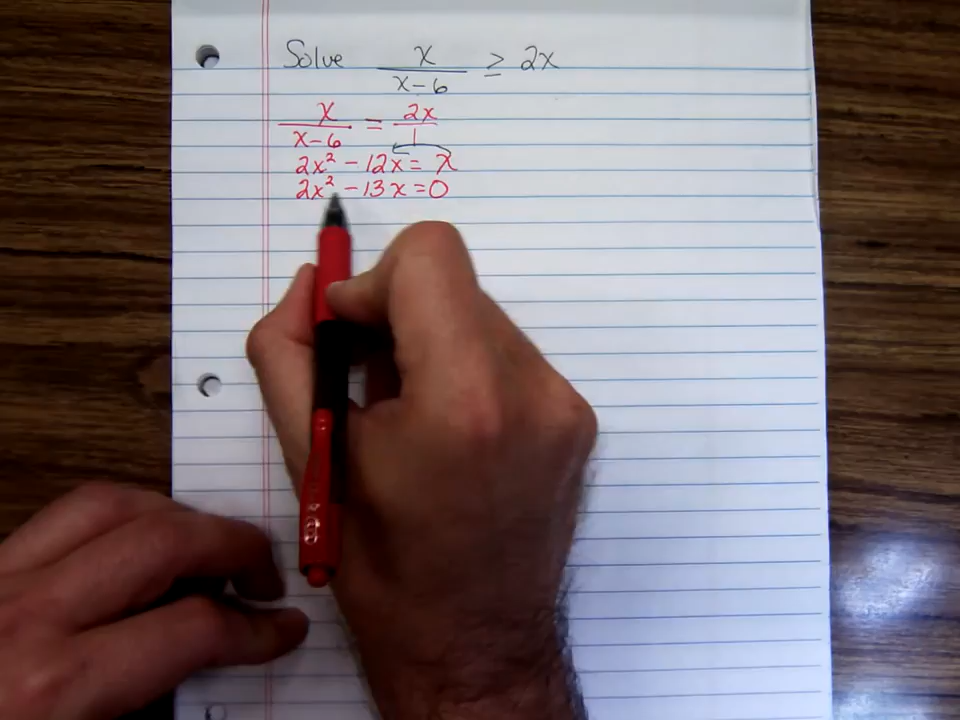 Solve x/(x-6) ≥ 2x
x/(x-6) = 2x/1
2x² - 12x = x
2x² - 13x = 0